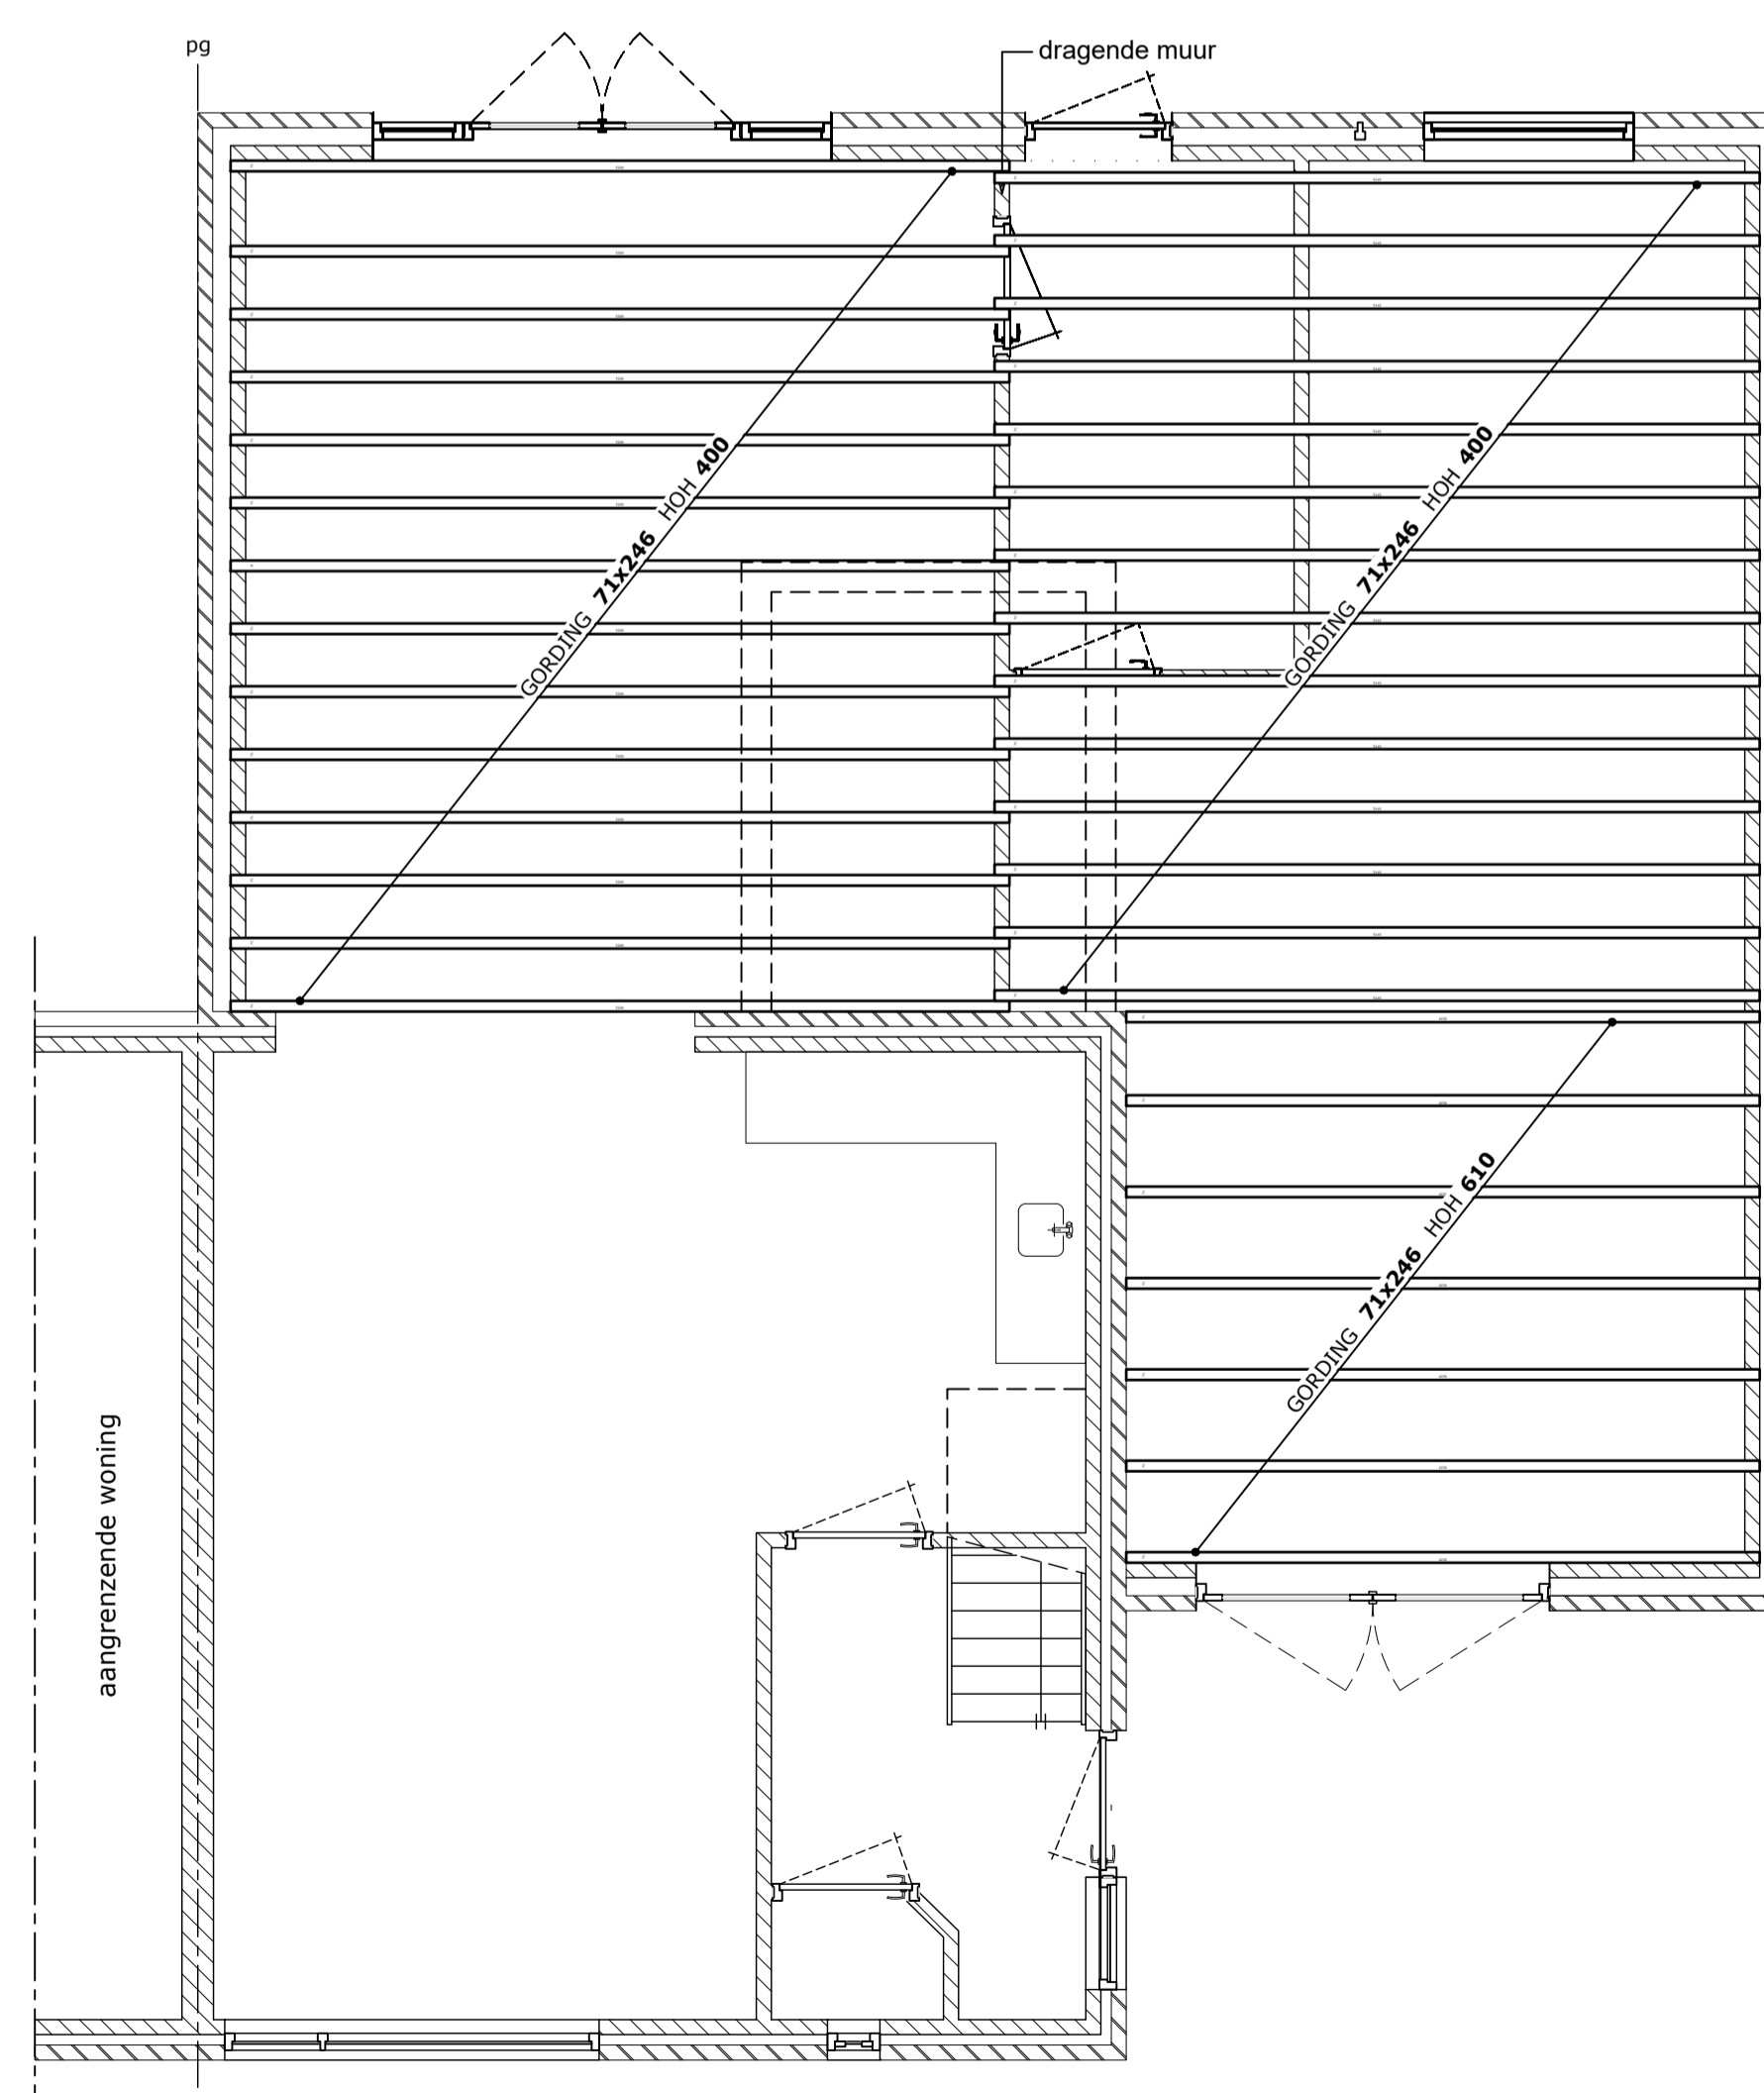 pg
dragende muur
GORDING 71x246 HOH 400
GORDING 71x246 HOH 400
GORDING 71x246 HOH 610
aangrenzende woning